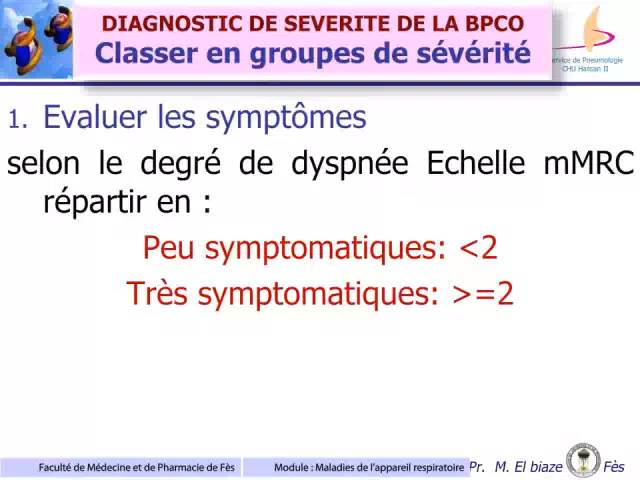 DIAGNOSTIC DE SEVERITE DE LA BPCO
Classer en groupes de sévérité
Service de Pneumologie
CHU Hassan II
1. Evaluer les symptômes
selon le degré de dyspnée Echelle mMRC
répartir en :
Peu symptomatiques: <2
Très symptomatiques: >=2
Faculté de Médecine et de Pharmacie de Fès
Module : Maladies de l'appareil respiratoire
Pr. M. El biaze
Fès